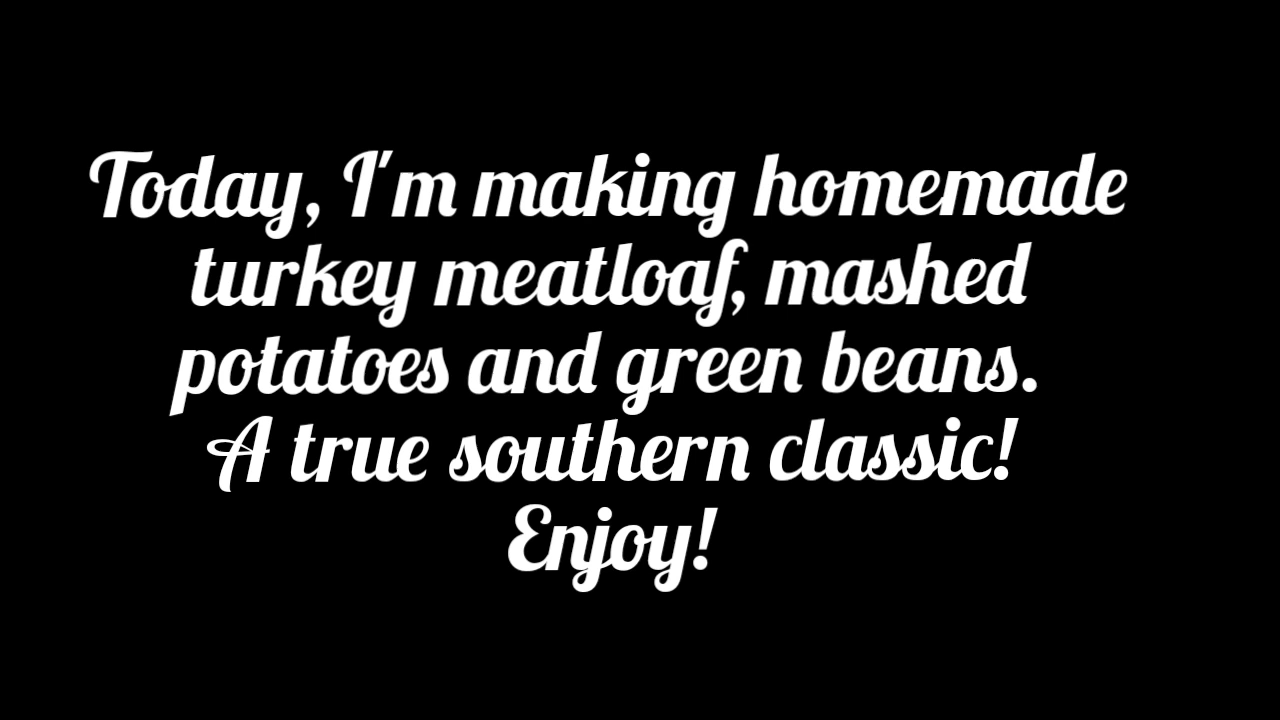 Today, I'm making homemade
turkey meatloaf, mashed
potatoes and green beans.
A true southern classic!
Enjoy!